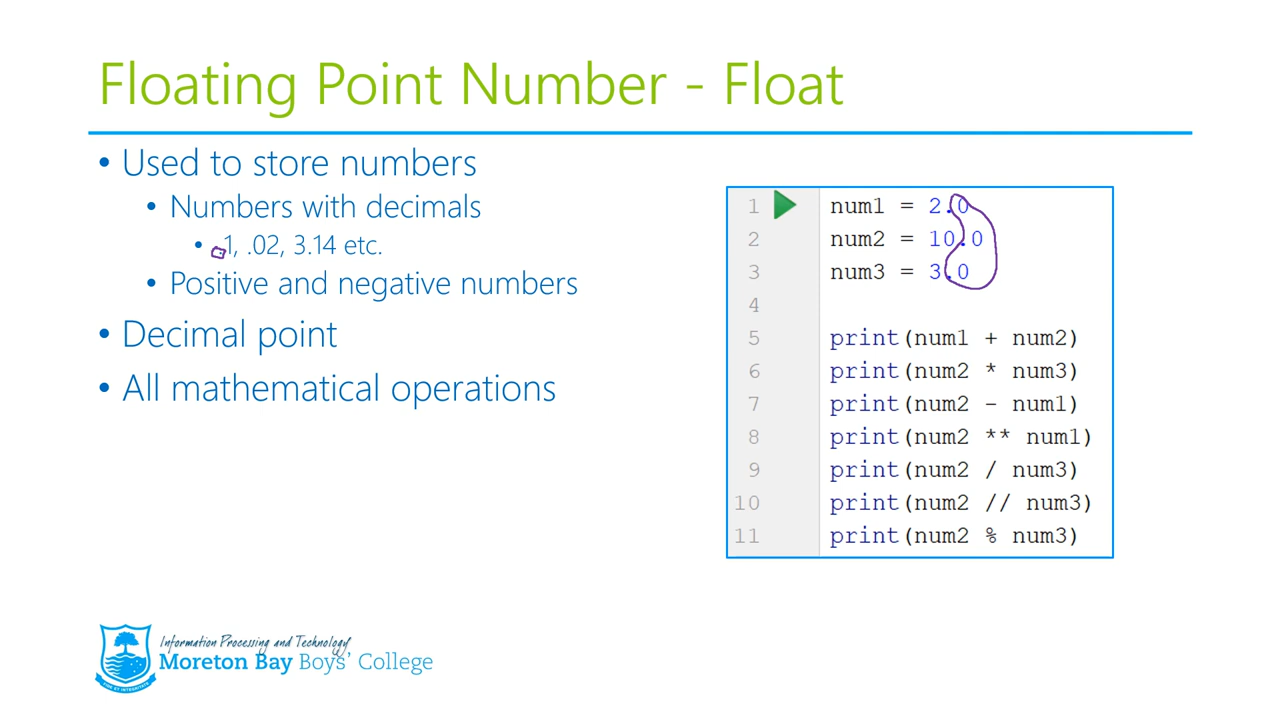 Floating Point Number - Float
• Used to store numbers
• Numbers with decimals
• .1, .02, 3.14 etc.
• Positive and negative numbers
• Decimal point
• All mathematical operations
1 num1 = 2.0
2 num2 = 10.0
3 num3 = 3.0
4
5 print(num1 + num2)
6 print(num2 * num3)
7 print(num2 - num1)
8 print(num2 ** num1)
9 print(num2 / num3)
10 print(num2 // num3)
11 print(num2 % num3)
Information Processing and Technology
Moreton Bay Boys' College